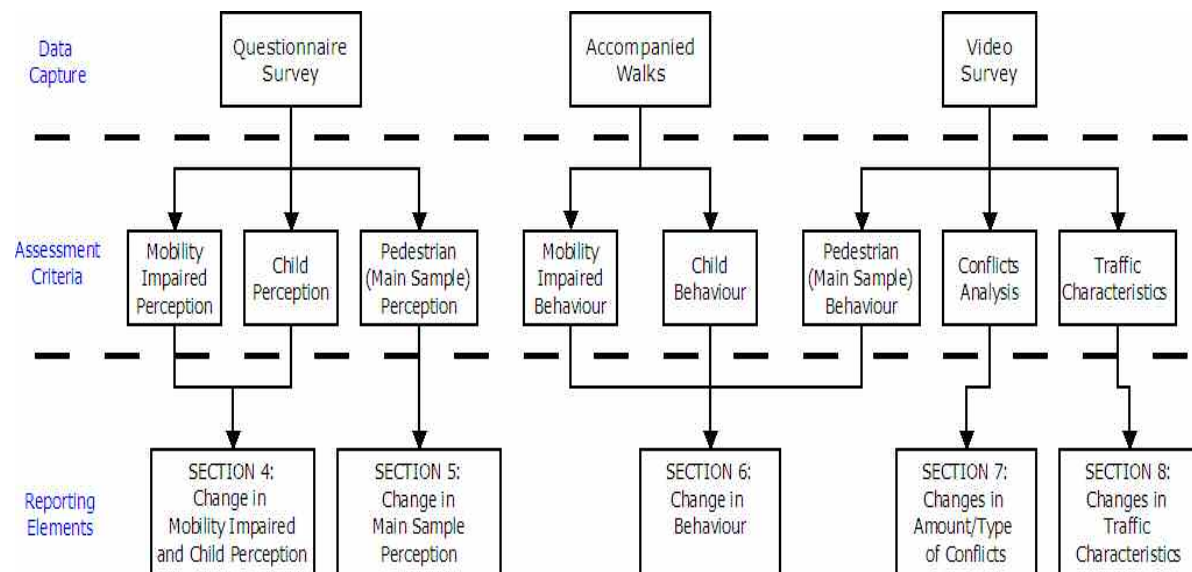 Data
Capture
Questionnaire
Survey
Accompanied
Walks
Video
Survey
Assessment
Criteria
Mobility
Impaired
Perception
Child
Perception
Pedestrian
(Main Sample)
Perception
Mobility
Impaired
Behaviour
Child
Behaviour
Pedestrian
(Main Sample)
Behaviour
Conflicts
Analysis
Traffic
Characteristics
Reporting
Elements
SECTION 4:
Change in
Mobility Impaired
and Child Perception
SECTION 5:
Change in
Main Sample
Perception
SECTION 6:
Change in
Behaviour
SECTION 7:
Changes in
Amount/Type
of Conflicts
SECTION 8:
Changes in
Traffic
Characteristics